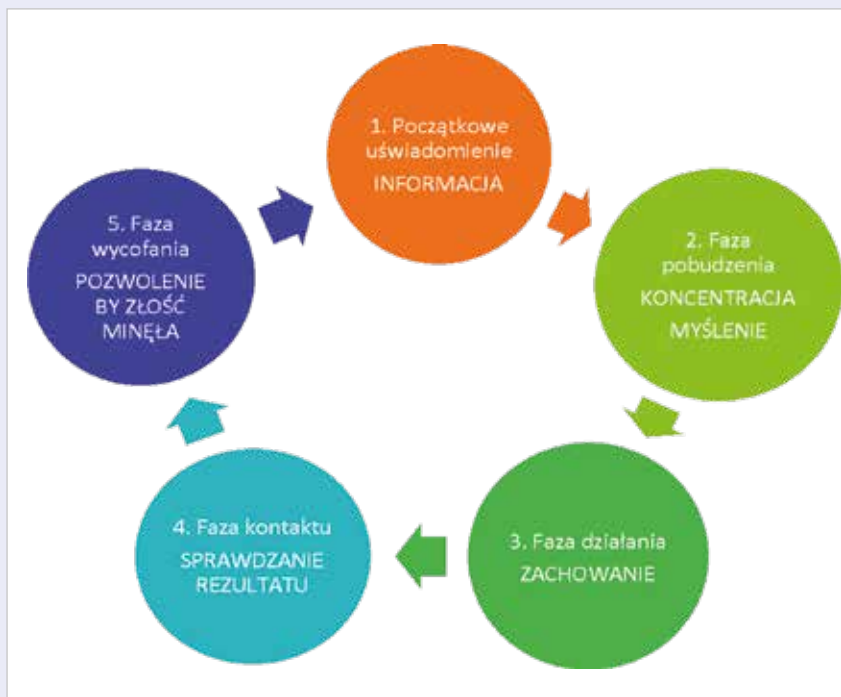 1. Początkowe
uświadomienie
INFORMACJA
2. Faza
pobudzenia
KONCENTRACJA
MYŚLENIE
3. Faza działania
ZACHOWANIE
4. Faza kontaktu
SPRAWDZANIE
REZULTATU
5. Faza
wycofania
POZWOLENIE
BY ZŁOŚĆ
MINĘŁA